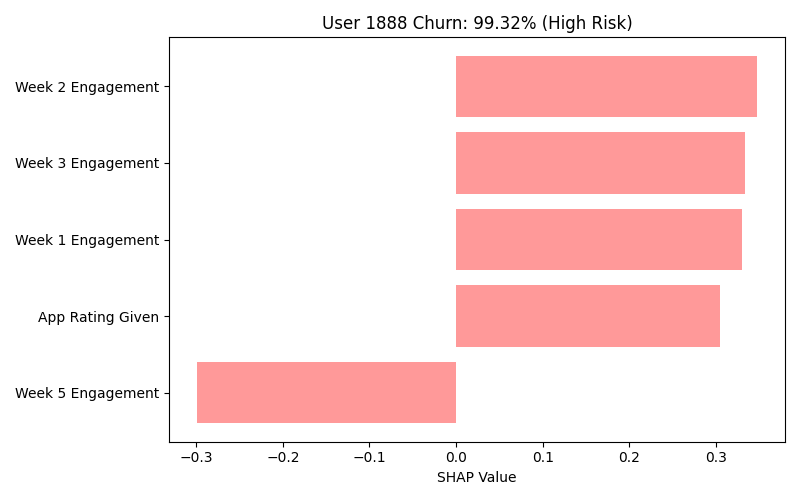 User 1888 Churn: 99.32% (High Risk)
Week 2 Engagement
Week 3 Engagement
Week 1 Engagement
App Rating Given
Week 5 Engagement
−0.3 −0.2 −0.1 0.0 0.1 0.2 0.3
SHAP Value